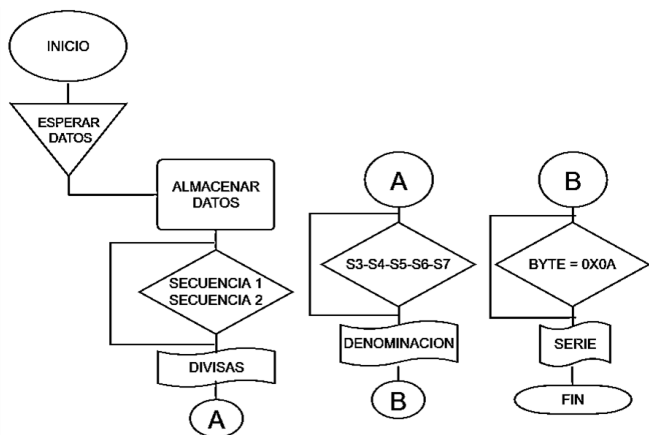 INICIO
ESPERAR
DATOS
ALMACENAR
DATOS
SECUENCIA 1
SECUENCIA 2
DIVISAS
A
A
S3-S4-S5-S6-S7
DENOMINACION
B
B
BYTE = 0X0A
SERIE
FIN